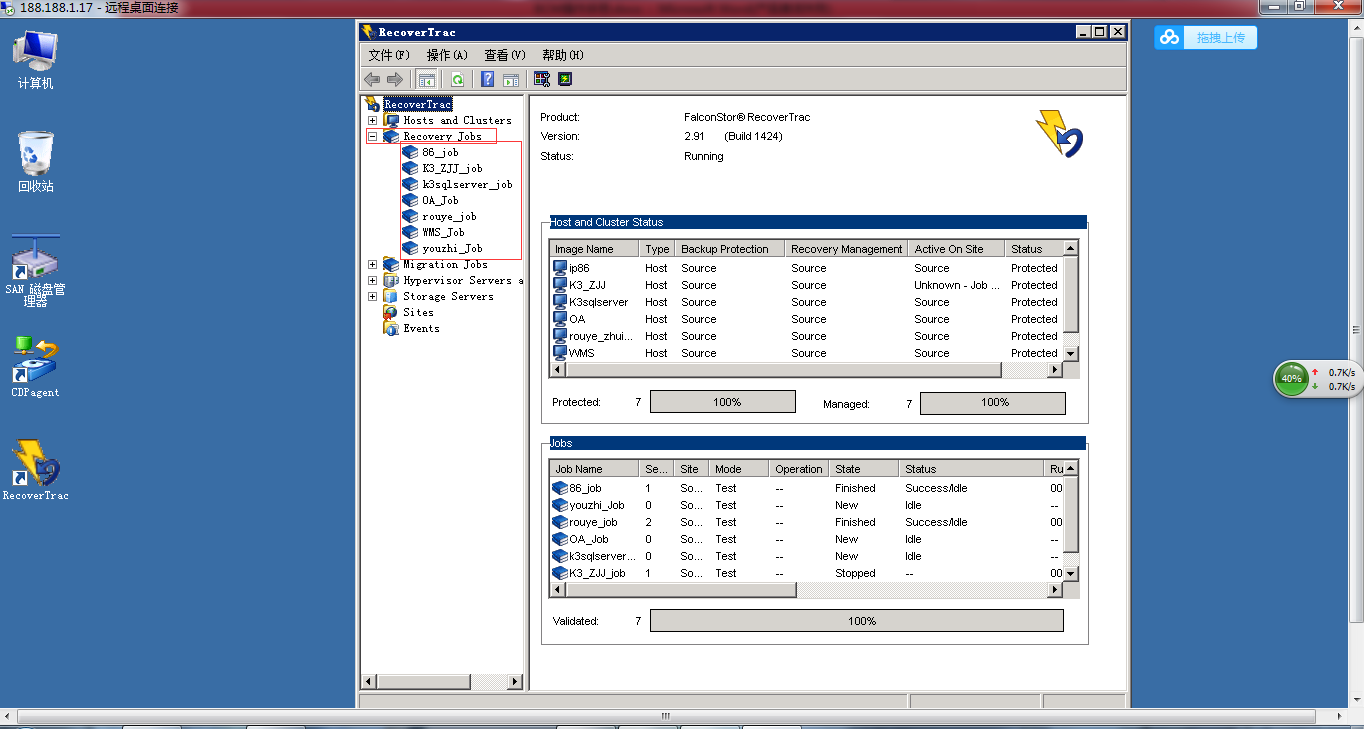 188.188.1.17 - 远程桌面连接
计算机
回收站
SAN 磁盘管
理器
CDPagent
RecoverTrac
RecoverTrac
文件(F) 操作(A) 查看(V) 帮助(H)
RecoverTrac
Hosts and Clusters
Recovery Jobs
86_job
K3_ZJJ_job
k3sqlserver_job
OA_Job
rouye_job
WMS_Job
youzhi_Job
Migration Jobs
Hypervisor Servers a
Storage Servers
Sites
Events
Product: FalconStor® RecoverTrac
Version: 2.91 (Build 1424)
Status: Running
Host and Cluster Status
Image Name Type Backup Protection Recovery Management Active On Site Status
ip86 Host Source Source Source Protected
K3_ZJJ Host Source Source Unknown - Job ... Protected
K3sqlserver Host Source Source Source Protected
OA Host Source Source Source Protected
rouye_zhui... Host Source Source Source Protected
WMS Host Source Source Source Protected
Protected: 7 100% Managed: 7 100%
Jobs
Job Name Se... Site Mode Operation State Status Ru
86_job 1 So... Test -- Finished Success/Idle 00
youzhi_Job 0 So... Test -- New Idle --
rouye_job 2 So... Test -- Finished Success/Idle 00
OA_Job 0 So... Test -- New Idle --
k3sqlserver... 0 So... Test -- New Idle --
K3_ZJJ_job 1 So... Test -- Stopped -- 00
Validated: 7 100%
拖拽上传
40%
0.7K/s
0.7K/s